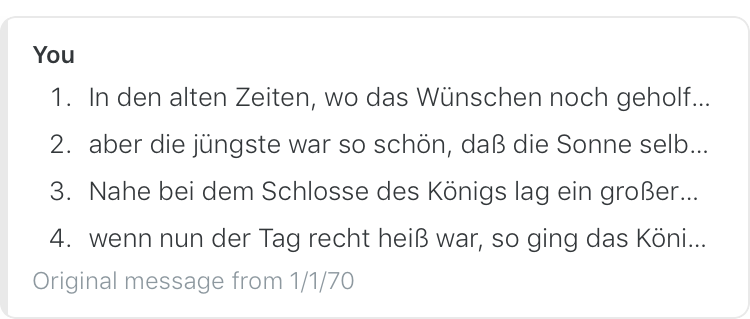 You
1. In den alten Zeiten, wo das Wünschen noch geholf...
2. aber die jüngste war so schön, daß die Sonne selb...
3. Nahe bei dem Schlosse des Königs lag ein großer...
4. wenn nun der Tag recht heiß war, so ging das Köni...
Original message from 1/1/70